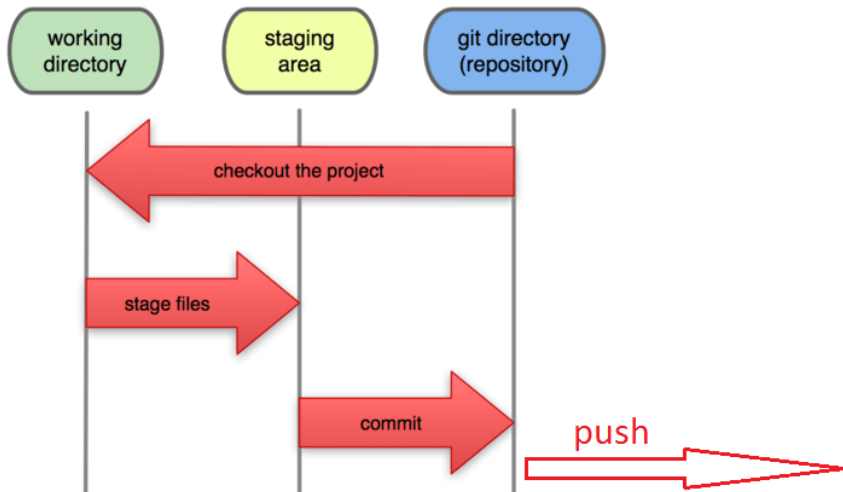 working
directory
staging
area
git directory
(repository)
checkout the project
stage files
commit
push